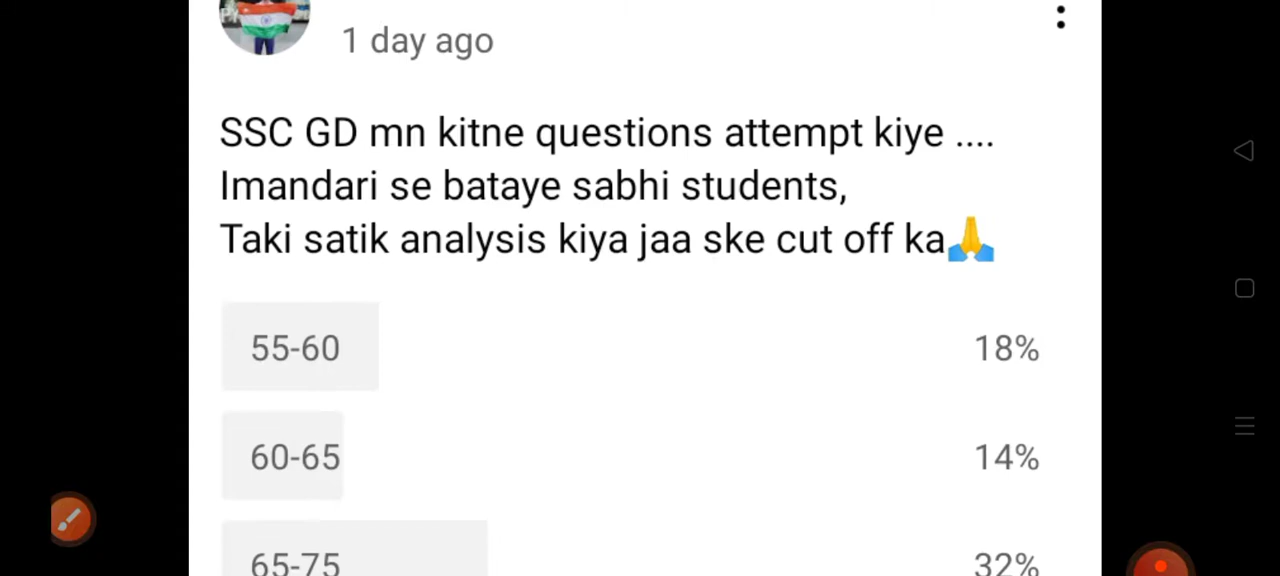 1 day ago
SSC GD mn kitne questions attempt kiye ....
Imandari se bataye sabhi students,
Taki satik analysis kiya jaa ske cut off ka🙏
55-60 18%
60-65 14%
65-75 32%